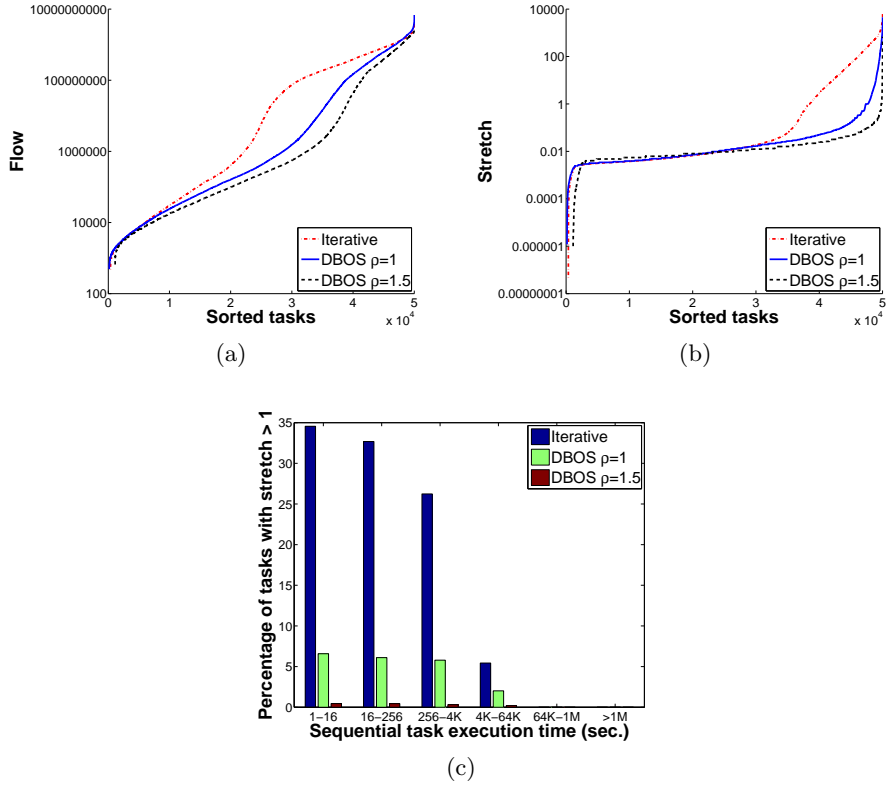 10000000000
100000000
1000000
10000
100
Flow
Iterative
DBOS ρ=1
DBOS ρ=1.5
0 1 2 3 4 5
x 10^4
Sorted tasks
(a)
10000
100
1
0.01
0.0001
0.000001
0.00000001
Stretch
Iterative
DBOS ρ=1
DBOS ρ=1.5
0 1 2 3 4 5
x 10^4
Sorted tasks
(b)
35
30
25
20
15
10
5
0
Percentage of tasks with stretch > 1
Iterative
DBOS ρ=1
DBOS ρ=1.5
1−16 16−256 256−4K 4K−64K 64K−1M >1M
Sequential task execution time (sec.)
(c)